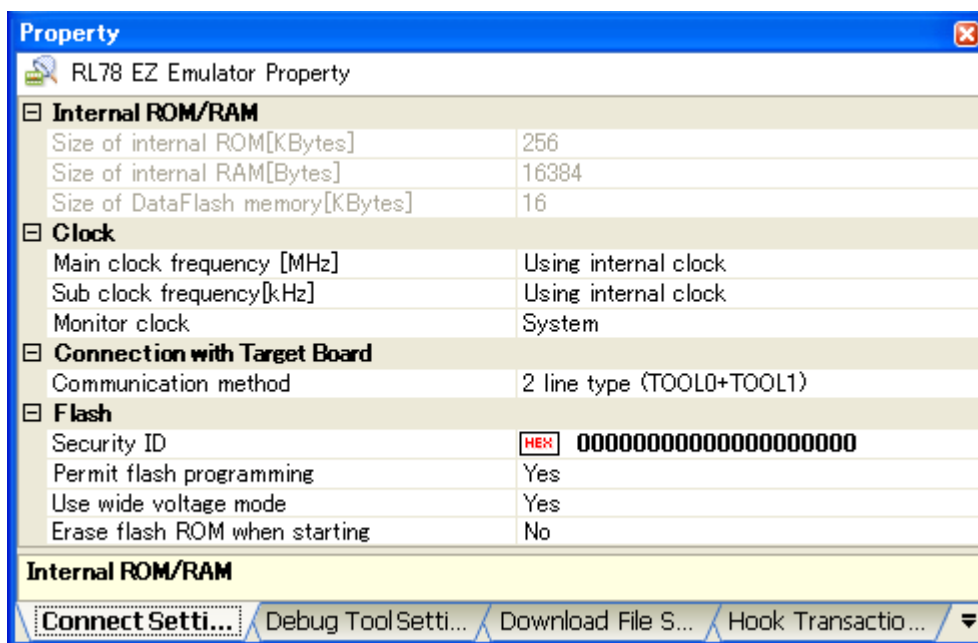 Property
RL78 EZ Emulator Property
Internal ROM/RAM
Size of internal ROM[KBytes] 256
Size of internal RAM[Bytes] 16384
Size of DataFlash memory[KBytes] 16
Clock
Main clock frequency [MHz] Using internal clock
Sub clock frequency[kHz] Using internal clock
Monitor clock System
Connection with Target Board
Communication method 2 line type (TOOL0+TOOL1)
Flash
Security ID HEX 00000000000000000000
Permit flash programming Yes
Use wide voltage mode Yes
Erase flash ROM when starting No
Internal ROM/RAM
Connect Setti... Debug Tool Setti... Download File S... Hook Transactio...